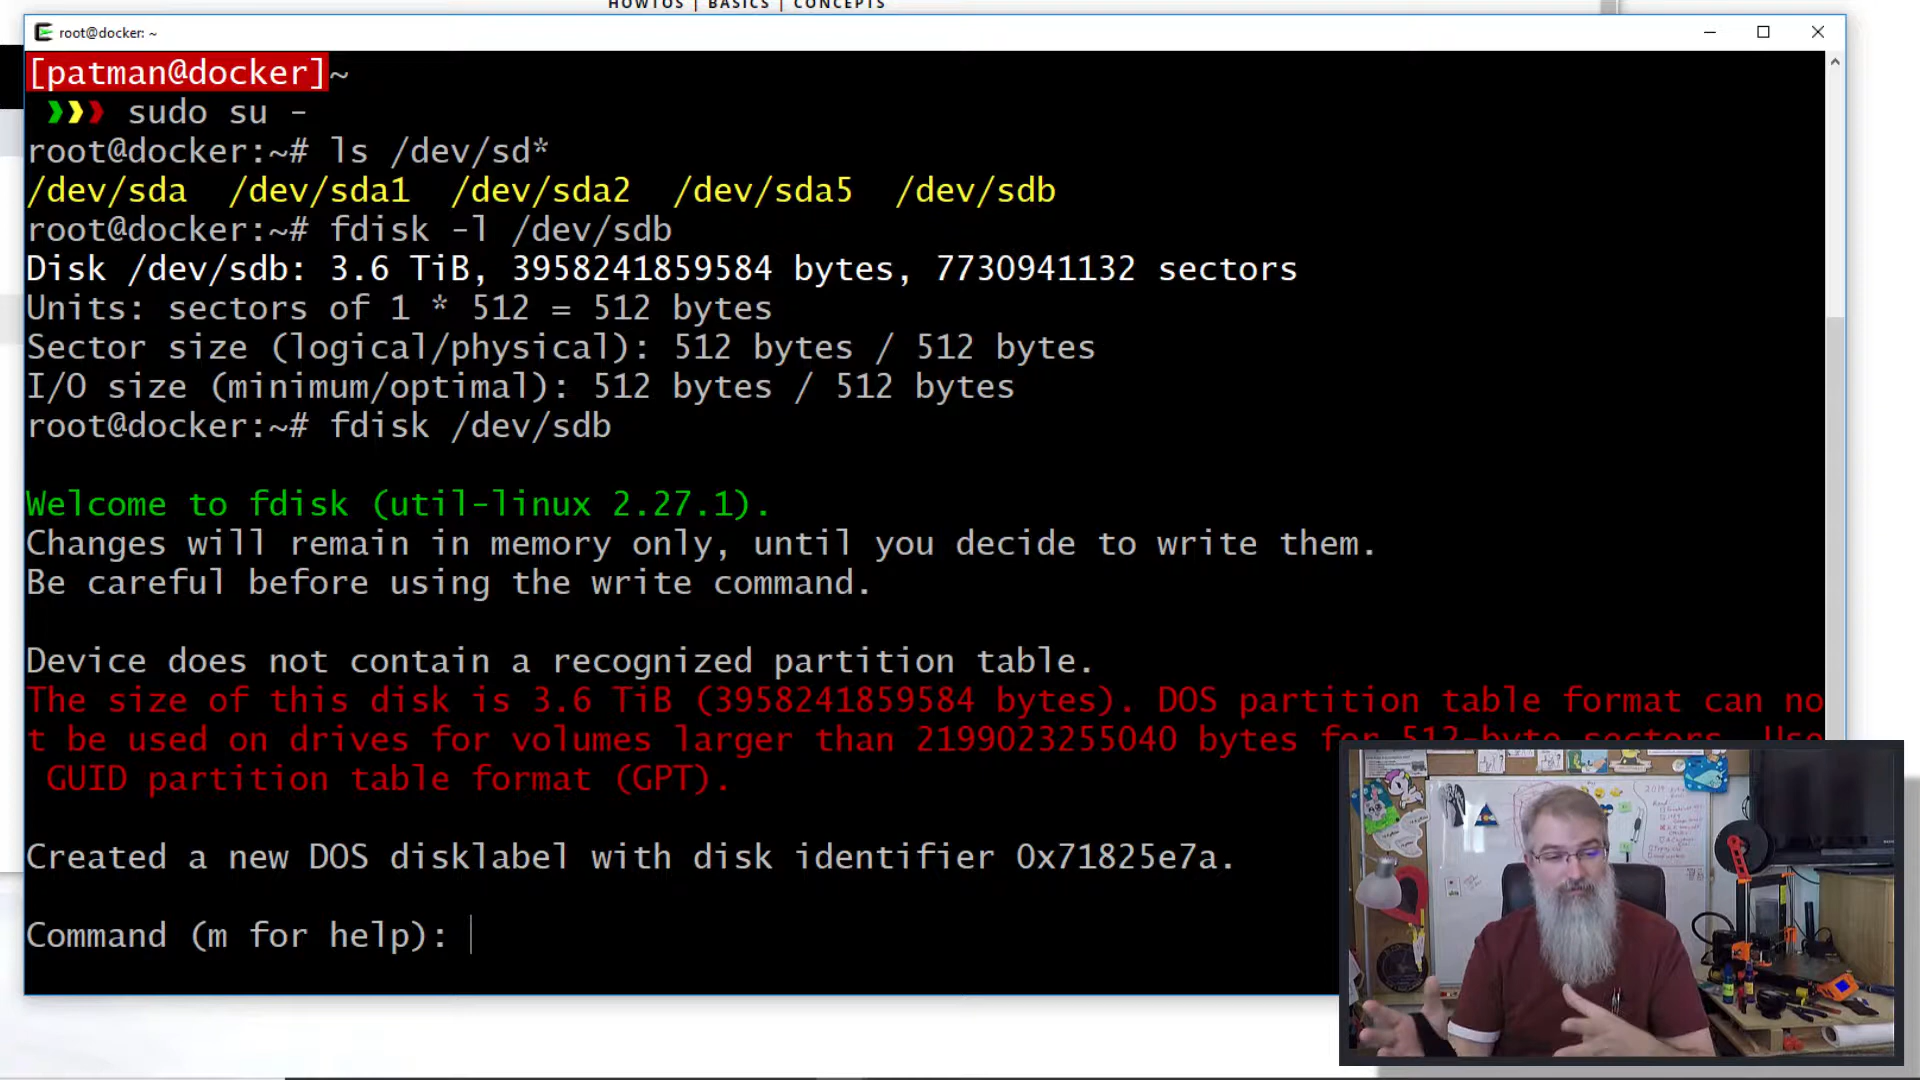 HOWTOS | BASICS | CONCEPTS
root@docker: ~
[patman@docker]~
sudo su -
root@docker:~# ls /dev/sd*
/dev/sda /dev/sda1 /dev/sda2 /dev/sda5 /dev/sdb
root@docker:~# fdisk -l /dev/sdb
Disk /dev/sdb: 3.6 TiB, 3958241859584 bytes, 7730941132 sectors
Units: sectors of 1 * 512 = 512 bytes
Sector size (logical/physical): 512 bytes / 512 bytes
I/O size (minimum/optimal): 512 bytes / 512 bytes
root@docker:~# fdisk /dev/sdb
Welcome to fdisk (util-linux 2.27.1).
Changes will remain in memory only, until you decide to write them.
Be careful before using the write command.
Device does not contain a recognized partition table.
The size of this disk is 3.6 TiB (3958241859584 bytes). DOS partition table format can no
t be used on drives for volumes larger than 2199023255040 bytes for 512-byte sectors. Use
GUID partition table format (GPT).
Created a new DOS disklabel with disk identifier 0x71825e7a.
Command (m for help):